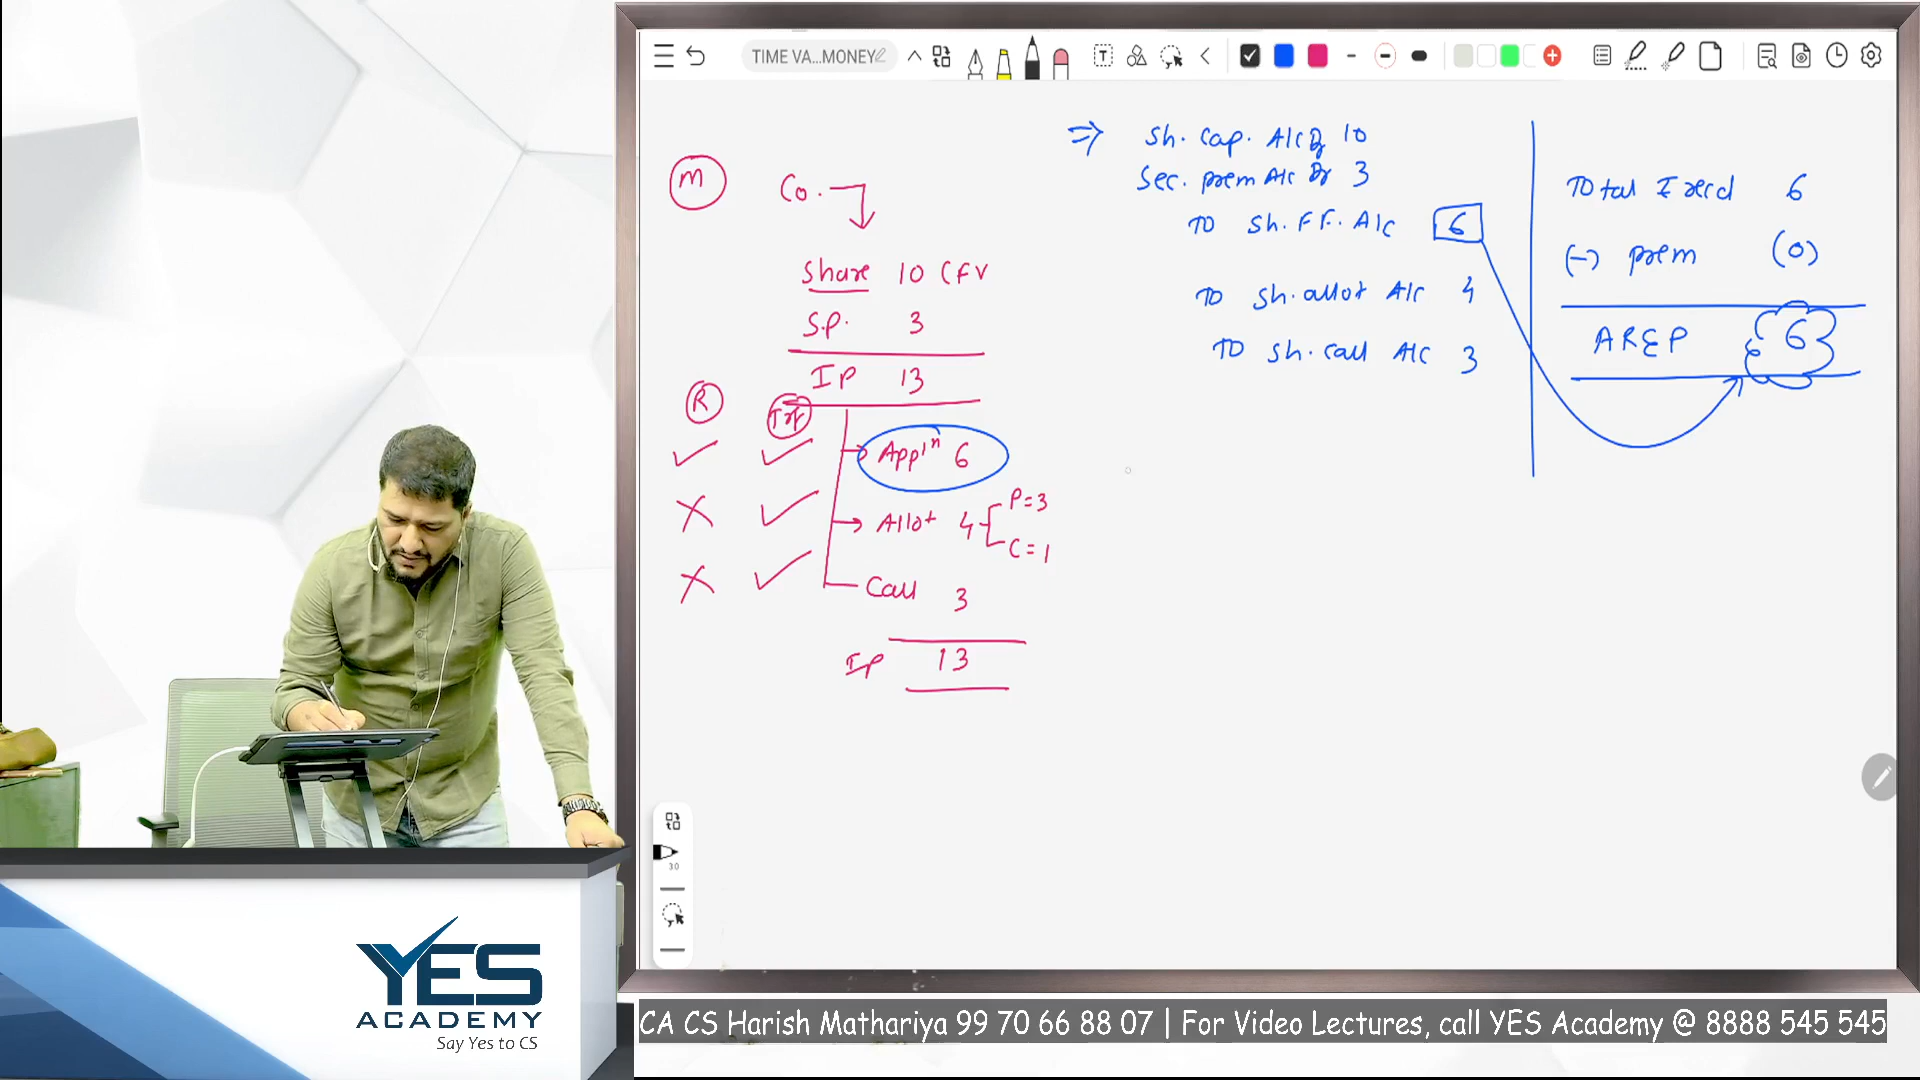 TIME VA...MONEY
M
Co.
Share 10 (FV
S.P. 3
IP 13
R
Trf
Appln 6
Allot 4
P=3
C=1
Call 3
IP 13
⇒ Sh. Cap. A/c Dr 10
Sec. prem A/c Dr 3
TO Sh. FF. A/c 6
TO Sh. allot A/c 4
TO Sh. call A/c 3
Total I recd 6
(-) prem (0)
6
30
YES
ACADEMY
Say Yes to CS
CA CS Harish Mathariya 99 70 66 88 07 | For Video Lectures, call YES Academy @ 8888 545 545